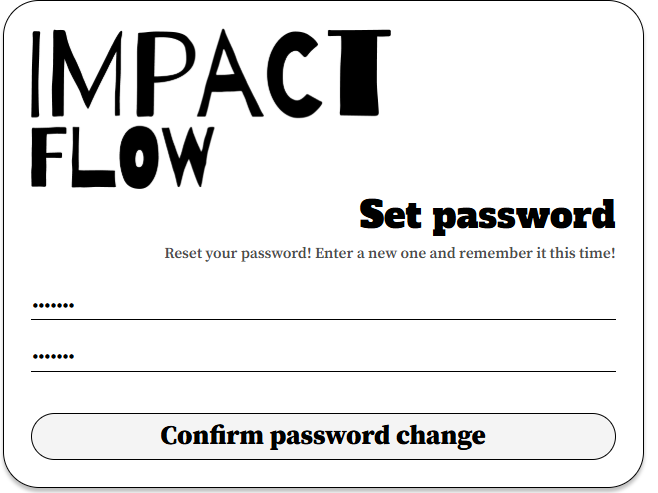 IMPACT
FLOW
Set password
Reset your password! Enter a new one and remember it this time!
•••••••
•••••••
Confirm password change